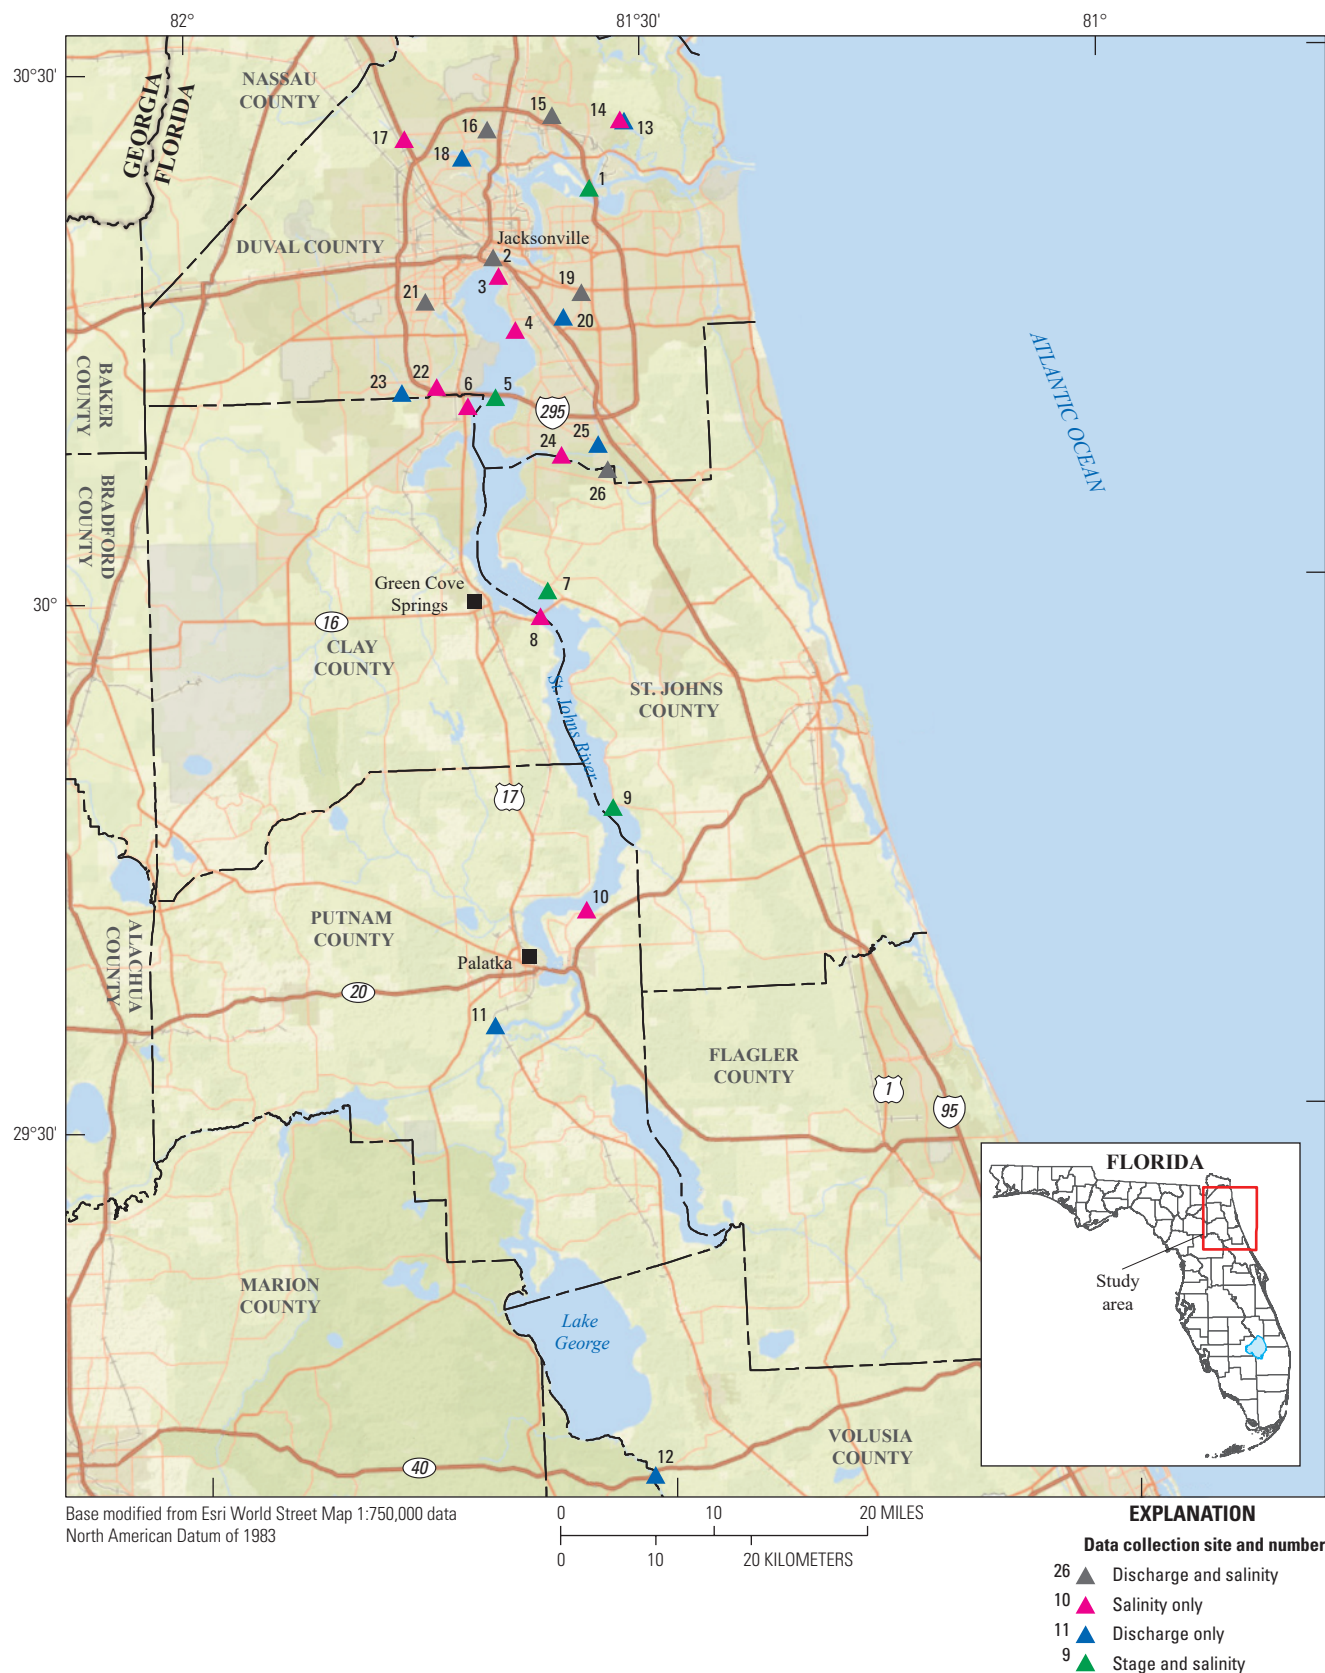 82°
81°30'
81°
30°30'
GEORGIA
FLORIDA
NASSAU
COUNTY
15
14
13
16
17
18
1
DUVAL COUNTY
Jacksonville
2
3
19
21
4
20
BAKER
COUNTY
23
22
6
5
295
25
24
26
BRADFORD
COUNTY
ATLANTIC OCEAN
Green Cove
Springs
7
30°
16
8
CLAY
COUNTY
St. Johns River
ST. JOHNS
COUNTY
17
9
10
PUTNAM
COUNTY
ALACHUA
COUNTY
Palatka
20
11
FLAGLER
COUNTY
1
95
29°30'
MARION
COUNTY
Lake
George
VOLUSIA
COUNTY
12
40
FLORIDA
Study
area
Base modified from Esri World Street Map 1:750,000 data
North American Datum of 1983
0 10 20 MILES
0 10 20 KILOMETERS
EXPLANATION
Data collection site and number
26 Discharge and salinity
10 Salinity only
11 Discharge only
9 Stage and salinity